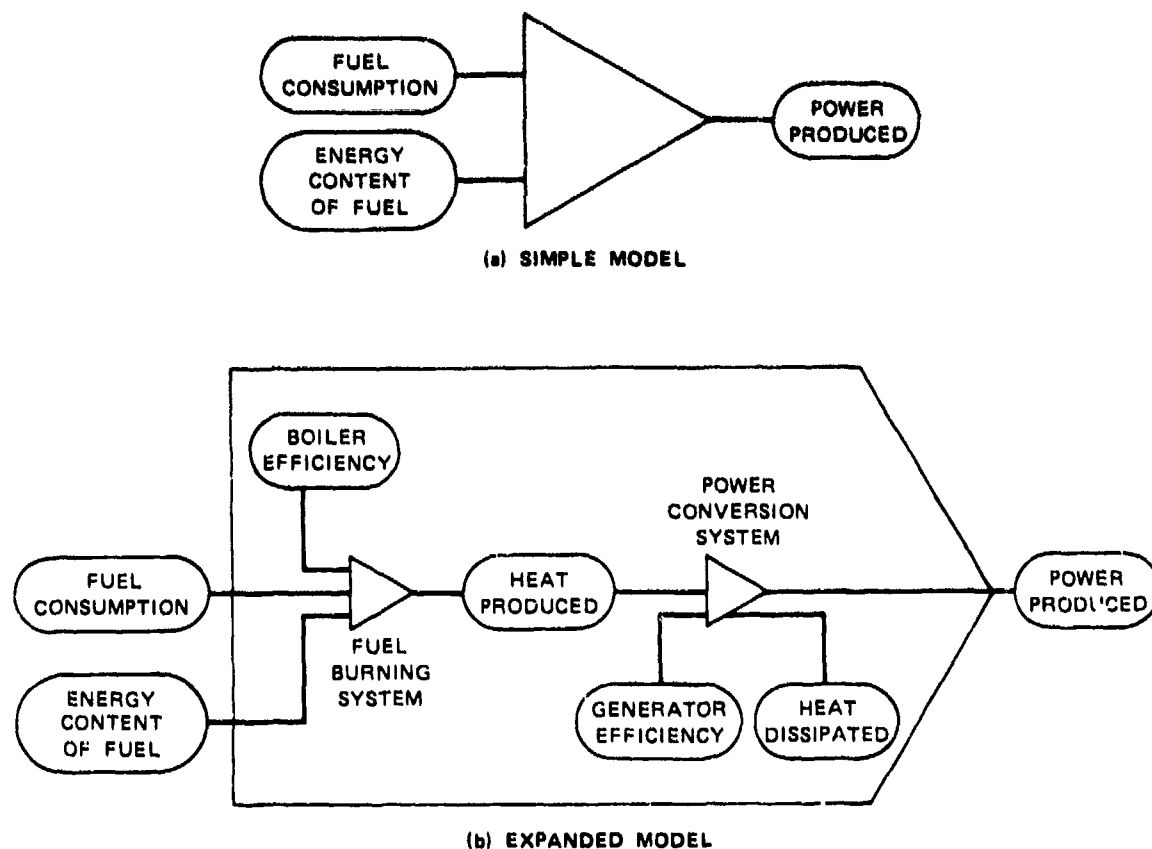 FUEL
CONSUMPTION
ENERGY
CONTENT
OF FUEL
POWER
PRODUCED
(a) SIMPLE MODEL
BOILER
EFFICIENCY
POWER
CONVERSION
SYSTEM
FUEL
CONSUMPTION
HEAT
PRODUCED
POWER
PRODUCED
FUEL
BURNING
SYSTEM
ENERGY
CONTENT
OF FUEL
GENERATOR
EFFICIENCY
HEAT
DISSIPATED
(b) EXPANDED MODEL